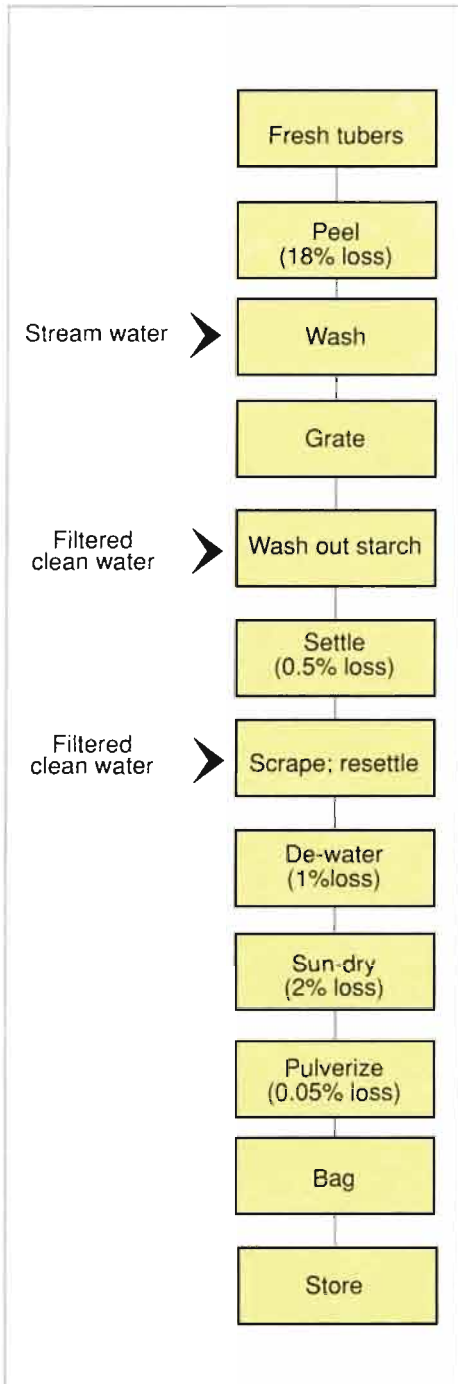 Fresh tubers
Peel
(18% loss)
Stream water
Wash
Grate
Filtered
clean water
Wash out starch
Settle
(0.5% loss)
Filtered
clean water
Scrape; resettle
De-water
(1%loss)
Sun-dry
(2% loss)
Pulverize
(0.05% loss)
Bag
Store